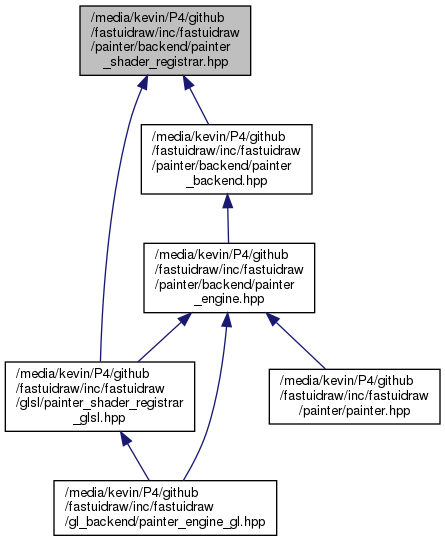 /media/kevin/P4/github
/fastuidraw/inc/fastuidraw
/painter/backend/painter
_shader_registrar.hpp
/media/kevin/P4/github
/fastuidraw/inc/fastuidraw
/painter/backend/painter
_backend.hpp
/media/kevin/P4/github
/fastuidraw/inc/fastuidraw
/painter/backend/painter
_engine.hpp
/media/kevin/P4/github
/fastuidraw/inc/fastuidraw
/glsl/painter_shader_registrar
_glsl.hpp
/media/kevin/P4/github
/fastuidraw/inc/fastuidraw
/painter/painter.hpp
/media/kevin/P4/github
/fastuidraw/inc/fastuidraw
/gl_backend/painter_engine_gl.hpp